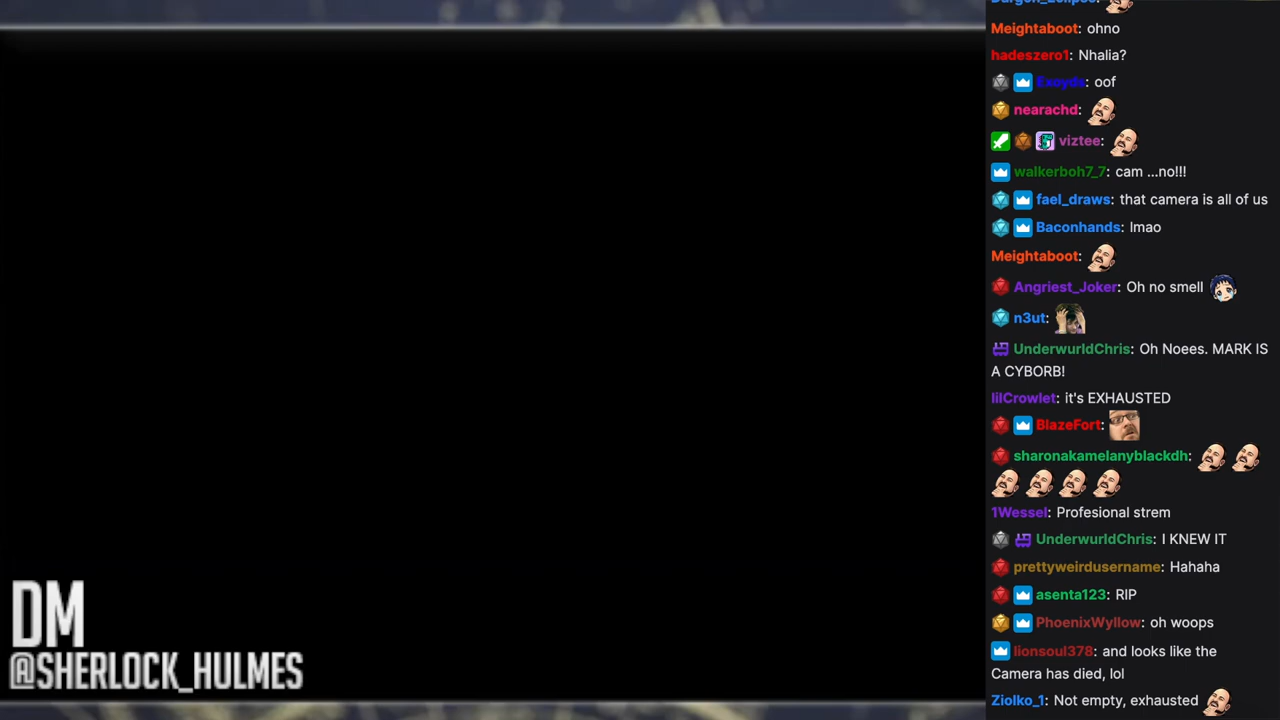 Meightaboot: ohno
hadeszero1: Nhalia?
Exoyds: oof
nearachd:
viztee:
walkerboh7_7: cam ...no!!!
fael_draws: that camera is all of us
Baconhands: lmao
Meightaboot:
Angriest_Joker: Oh no smell
n3ut:
UnderwurldChris: Oh Noees. MARK IS
A CYBORB!
lilCrowlet: it's EXHAUSTED
BlazeFort:
sharonakamelanyblackdh:
1Wessel: Profesional strem
UnderwurldChris: I KNEW IT
prettyweirdusername: Hahaha
asenta123: RIP
PhoenixWyllow: oh woops
lionsoul378: and looks like the
Camera has died, lol
Ziolko_1: Not empty, exhausted
DM
@SHERLOCK_HULMES